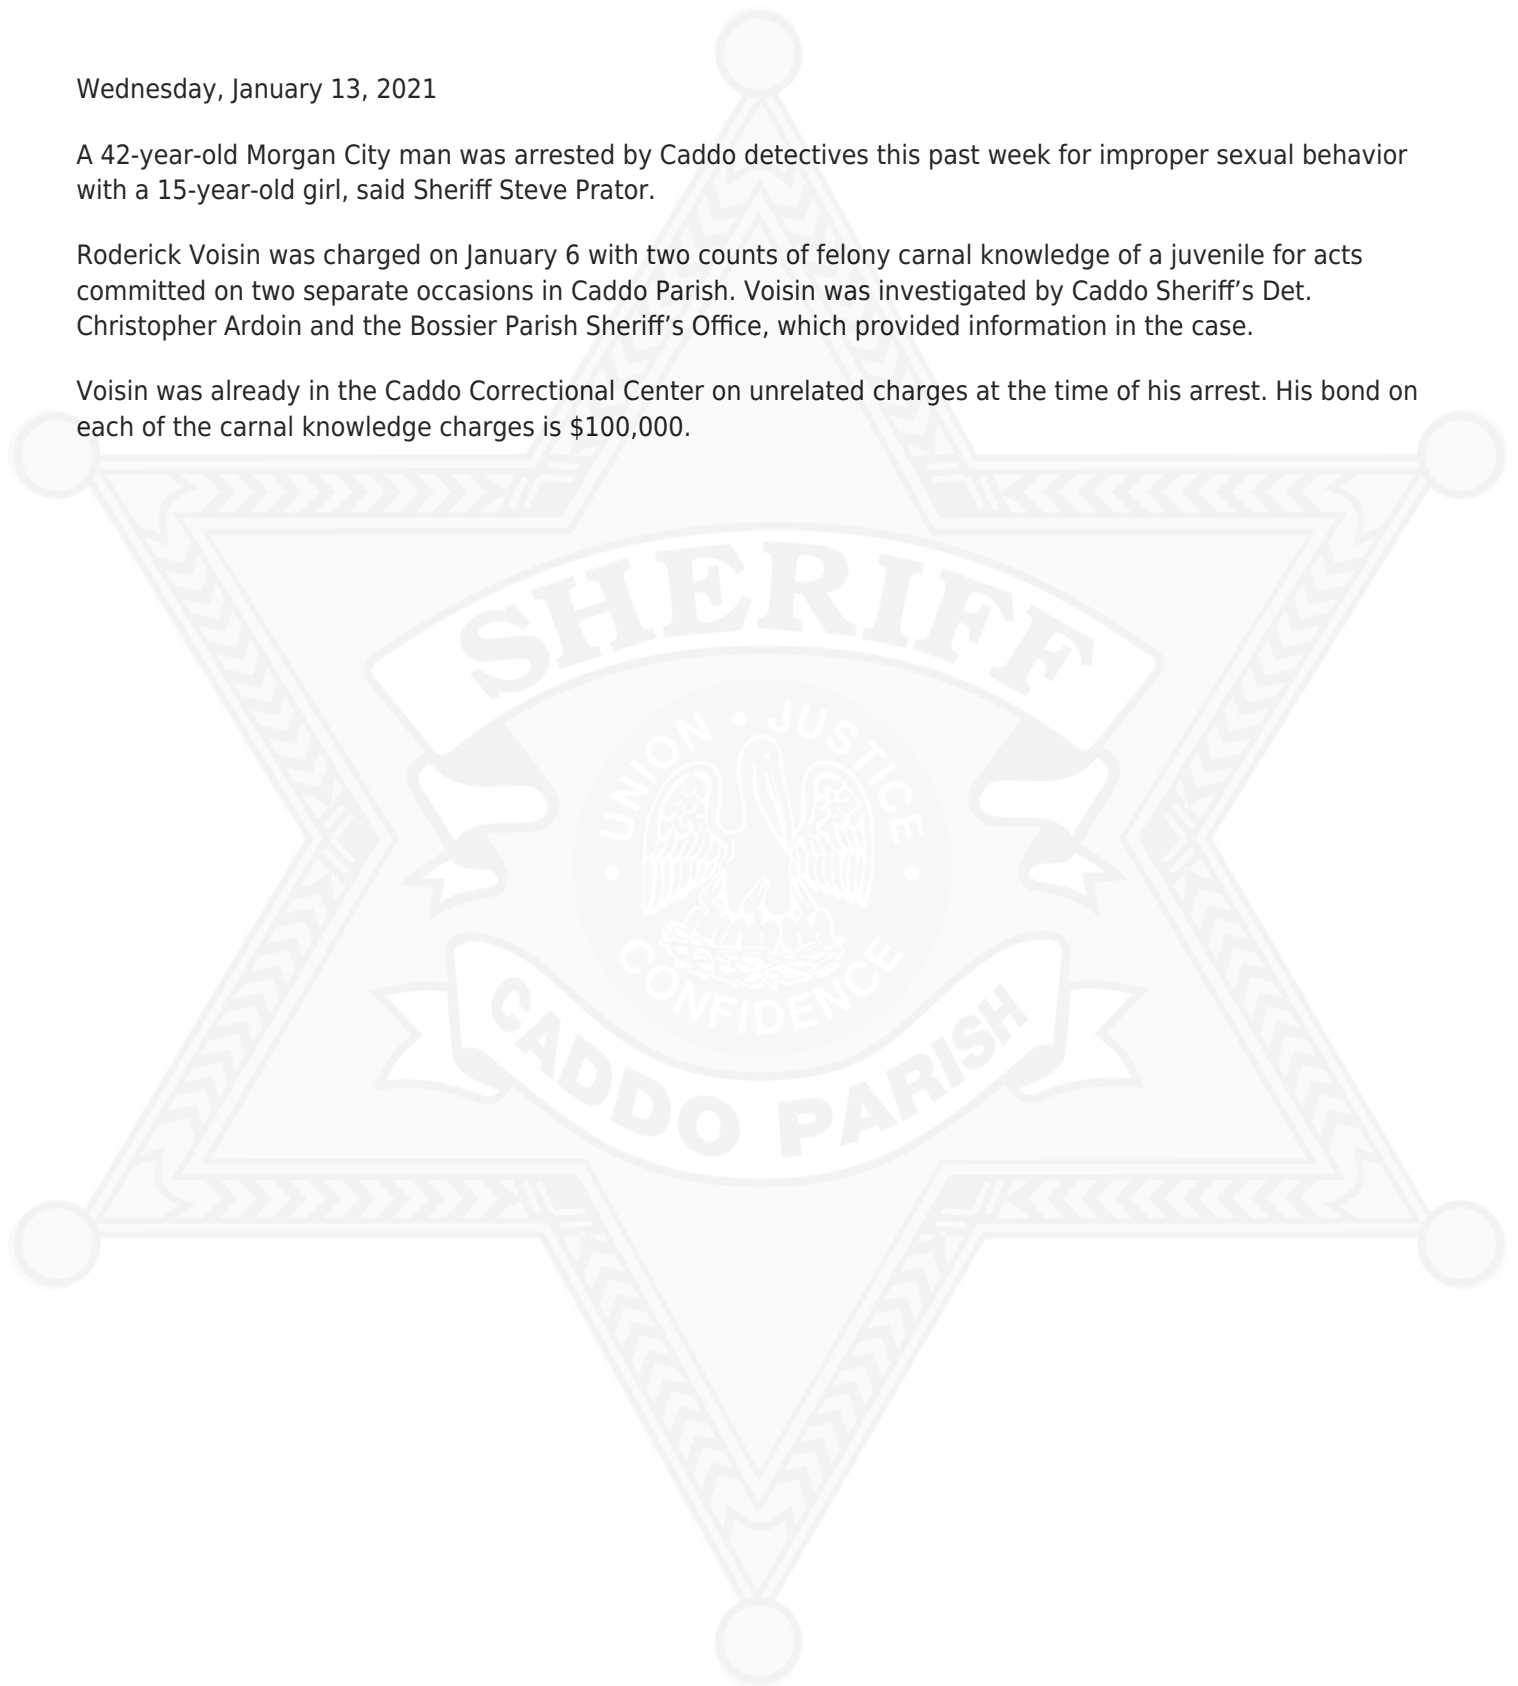 Wednesday, January 13, 2021
A 42-year-old Morgan City man was arrested by Caddo detectives this past week for improper sexual behavior
with a 15-year-old girl, said Sheriff Steve Prator.
Roderick Voisin was charged on January 6 with two counts of felony carnal knowledge of a juvenile for acts
committed on two separate occasions in Caddo Parish. Voisin was investigated by Caddo Sheriff’s Det.
Christopher Ardoin and the Bossier Parish Sheriff’s Office, which provided information in the case.
Voisin was already in the Caddo Correctional Center on unrelated charges at the time of his arrest. His bond on
each of the carnal knowledge charges is $100,000.
SHERIFF
UNION • JUSTICE
• CONFIDENCE •
CADDO PARISH